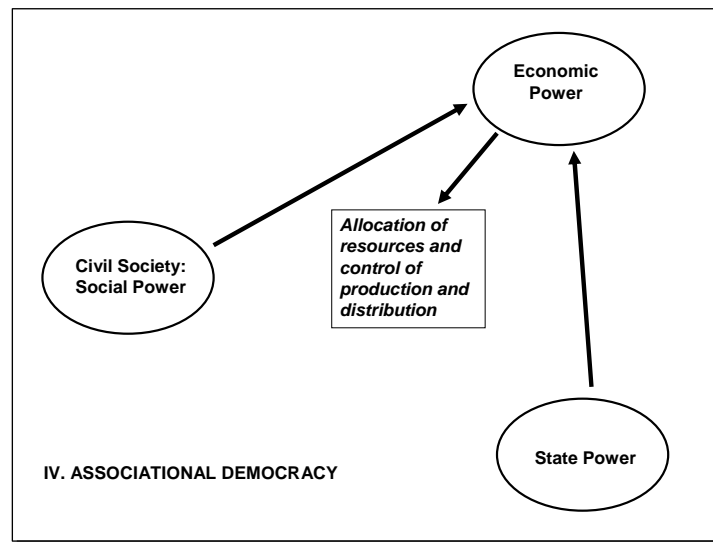 Economic
Power
Allocation of
resources and
control of
production and
distribution
Civil Society:
Social Power
State Power
IV. ASSOCIATIONAL DEMOCRACY